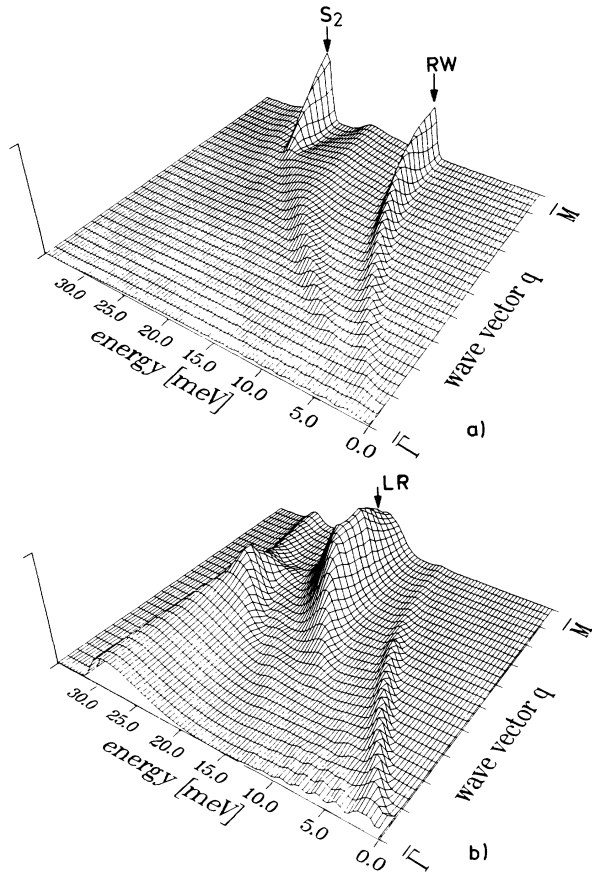 S2
RW
M̅
wave vector q
Γ̅
30.0
25.0
20.0
15.0
10.0
5.0
0.0
energy [meV]
a)
LR
M̅
wave vector q
Γ̅
30.0
25.0
20.0
15.0
10.0
5.0
0.0
energy [meV]
b)